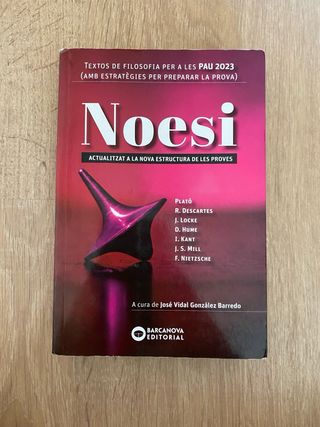 TEXTOS DE FILOSOFIA PER A LES PAU 2023
(AMB ESTRATÈGIES PER PREPARAR LA PROVA)
Noesi
ACTUALITZAT A LA NOVA ESTRUCTURA DE LES PROVES
PLATÓ
R. DESCARTES
J. LOCKE
D. HUME
I. KANT
J. S. MILL
F. NIETZSCHE
A cura de José Vidal González Barredo
BARCANOVA
EDITORIAL